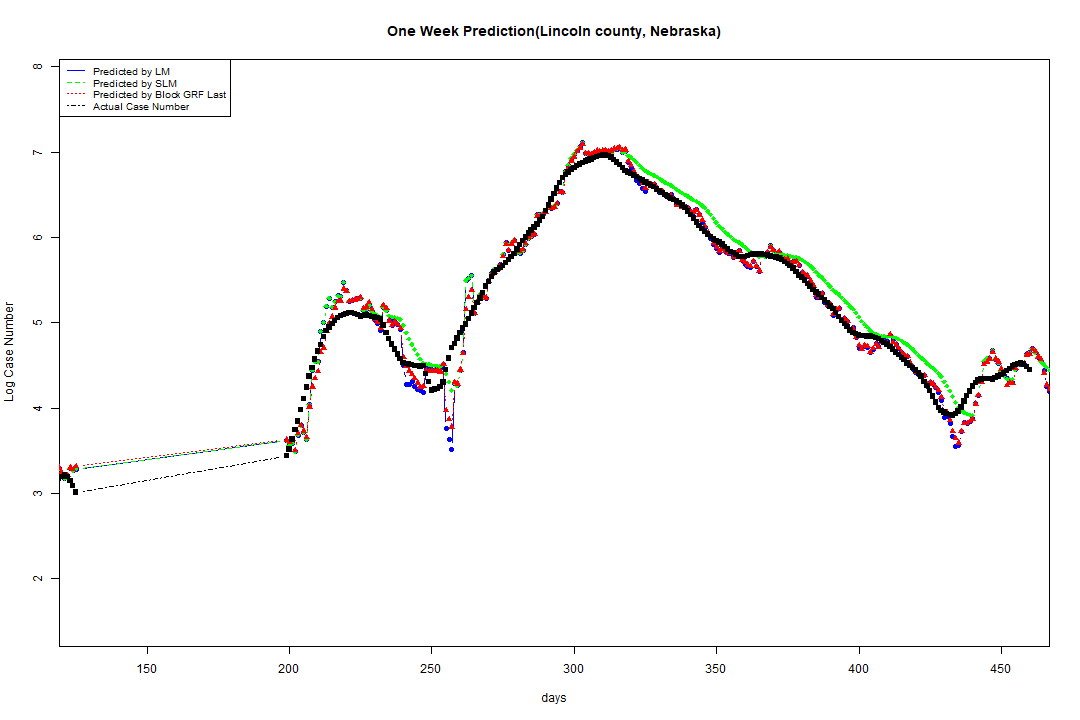 One Week Prediction(Lincoln county, Nebraska)
Predicted by LM
Predicted by SLM
Predicted by Block GRF Last
Actual Case Number
8
7
6
5
4
3
2
Log Case Number
150 200 250 300 350 400 450
days